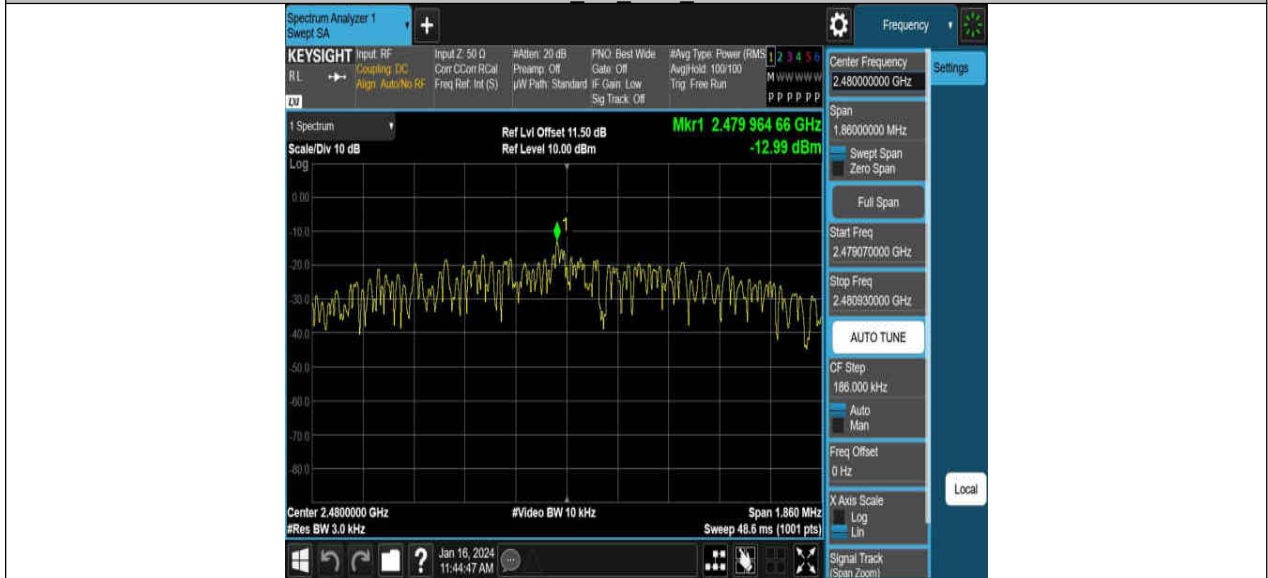 Spectrum Analyzer 1
Swept SA
+
Frequency
KEYSIGHT
RL
LXI
Input: RF
Coupling: DC
Align: Auto/No RF
Input Z: 50 Ω
Corr CCorr RCal
Freq Ref: Int (S)
#Atten: 20 dB
Preamp: Off
µW Path: Standard
PNO: Best Wide
Gate: Off
IF Gain: Low
Sig Track: Off
#Avg Type: Power (RMS
Avg|Hold: 100/100
Trig: Free Run
1 2 3 4 5 6
M W W W W W
P P P P P P
1 Spectrum
Scale/Div 10 dB
Ref Lvl Offset 11.50 dB
Ref Level 10.00 dBm
Mkr1 2.479 964 66 GHz
-12.99 dBm
Log
0.00
-10.0
-20.0
-30.0
-40.0
-50.0
-60.0
-70.0
-80.0
1
Center 2.4800000 GHz
#Res BW 3.0 kHz
#Video BW 10 kHz
Span 1.860 MHz
Sweep 48.6 ms (1001 pts)
Jan 16, 2024
11:44:47 AM
Center Frequency
2.480000000 GHz
Settings
Span
1.86000000 MHz
Swept Span
Zero Span
Full Span
Start Freq
2.479070000 GHz
Stop Freq
2.480930000 GHz
AUTO TUNE
CF Step
186.000 kHz
Auto
Man
Freq Offset
0 Hz
X Axis Scale
Log
Lin
Local
Signal Track
(Span Zoom)